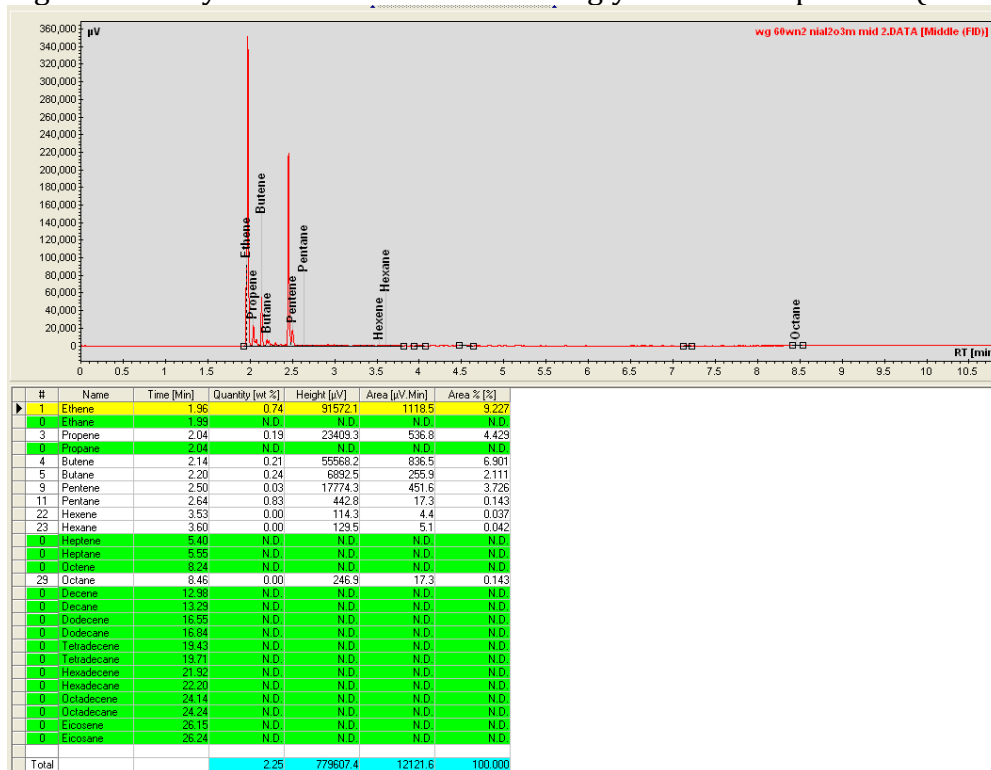 360,000 µV wg 60wn2 nial2o3m mid 2.DATA [Middle (FID)]
340,000
320,000
300,000
280,000
260,000
240,000
220,000
200,000
180,000
160,000
140,000
120,000
100,000
80,000
60,000
40,000
20,000
0
Ethene
Propene
Butene
Butane
Pentene
Pentane
Hexene
Hexane
Octane
RT [min
0 0.5 1 1.5 2 2.5 3 3.5 4 4.5 5 5.5 6 6.5 7 7.5 8 8.5 9 9.5 10 10.5
# Name Time [Min] Quantity [wt %] Height [µV] Area [µV.Min] Area % [%]
1 Ethene 1.96 0.74 91572.1 1118.5 9.227
0 Ethane 1.99 N.D. N.D. N.D. N.D.
3 Propene 2.04 0.19 23409.3 536.8 4.429
0 Propane 2.04 N.D. N.D. N.D. N.D.
4 Butene 2.14 0.21 55568.2 836.5 6.901
5 Butane 2.20 0.24 6892.5 255.9 2.111
9 Pentene 2.50 0.03 17774.3 451.6 3.726
11 Pentane 2.64 0.83 442.8 17.3 0.143
22 Hexene 3.53 0.00 114.3 4.4 0.037
23 Hexane 3.60 0.00 129.5 5.1 0.042
0 Heptene 5.40 N.D. N.D. N.D. N.D.
0 Heptane 5.55 N.D. N.D. N.D. N.D.
0 Octene 8.24 N.D. N.D. N.D. N.D.
29 Octane 8.46 0.00 246.9 17.3 0.143
0 Decene 12.98 N.D. N.D. N.D. N.D.
0 Decane 13.29 N.D. N.D. N.D. N.D.
0 Dodecene 16.55 N.D. N.D. N.D. N.D.
0 Dodecane 16.84 N.D. N.D. N.D. N.D.
0 Tetradecene 19.43 N.D. N.D. N.D. N.D.
0 Tetradecane 19.71 N.D. N.D. N.D. N.D.
0 Hexadecene 21.92 N.D. N.D. N.D. N.D.
0 Hexadecane 22.20 N.D. N.D. N.D. N.D.
0 Octadecene 24.14 N.D. N.D. N.D. N.D.
0 Octadecane 24.24 N.D. N.D. N.D. N.D.
0 Eicosene 26.15 N.D. N.D. N.D. N.D.
0 Eicosane 26.24 N.D. N.D. N.D. N.D.
Total 2.25 779607.4 12121.6 100.000